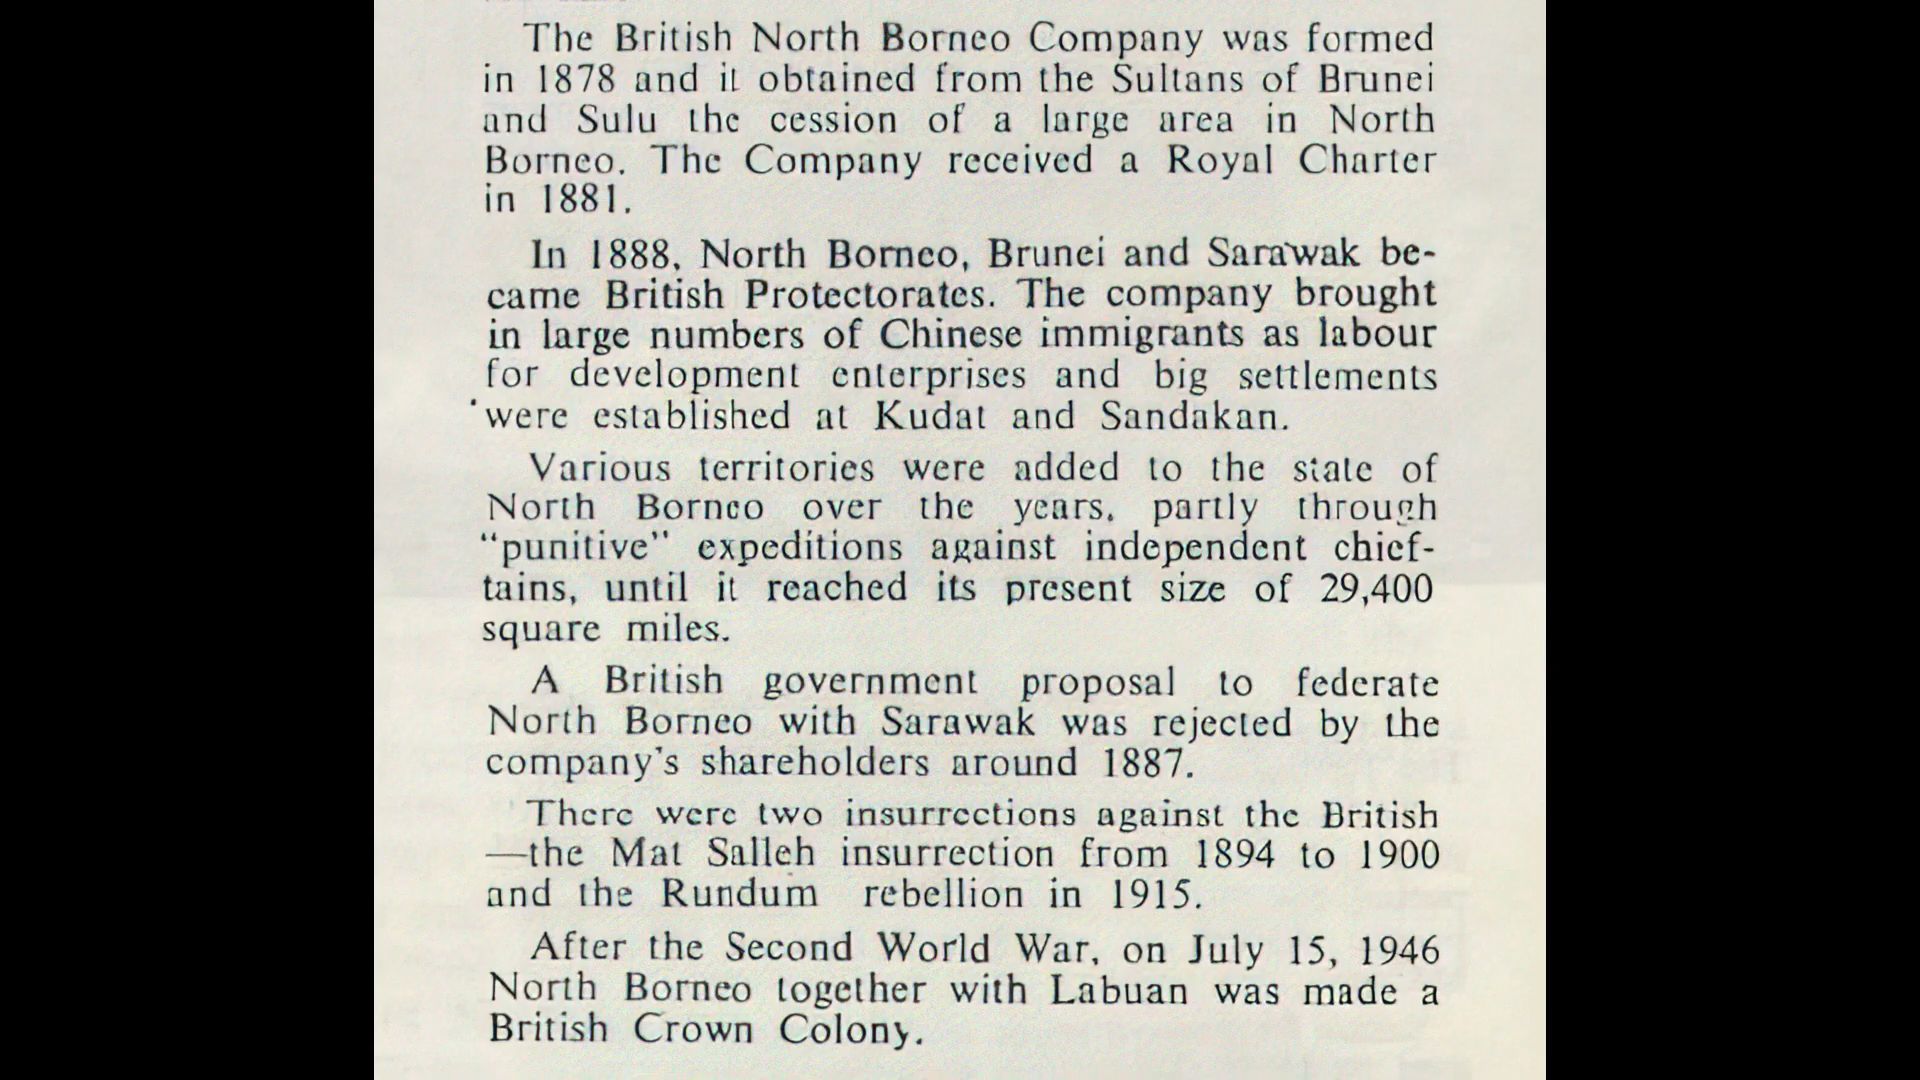 The British North Borneo Company was formed
in 1878 and it obtained from the Sultans of Brunei
and Sulu the cession of a large area in North
Borneo. The Company received a Royal Charter
in 1881.
In 1888, North Borneo, Brunei and Sarawak be-
came British Protectorates. The company brought
in large numbers of Chinese immigrants as labour
for development enterprises and big settlements
were established at Kudat and Sandakan.
Various territories were added to the state of
North Borneo over the years, partly through
“punitive” expeditions against independent chief-
tains, until it reached its present size of 29,400
square miles.
A British government proposal to federate
North Borneo with Sarawak was rejected by the
company's shareholders around 1887.
There were two insurrections against the British
—the Mat Salleh insurrection from 1894 to 1900
and the Rundum rebellion in 1915.
After the Second World War, on July 15, 1946
North Borneo together with Labuan was made a
British Crown Colony.